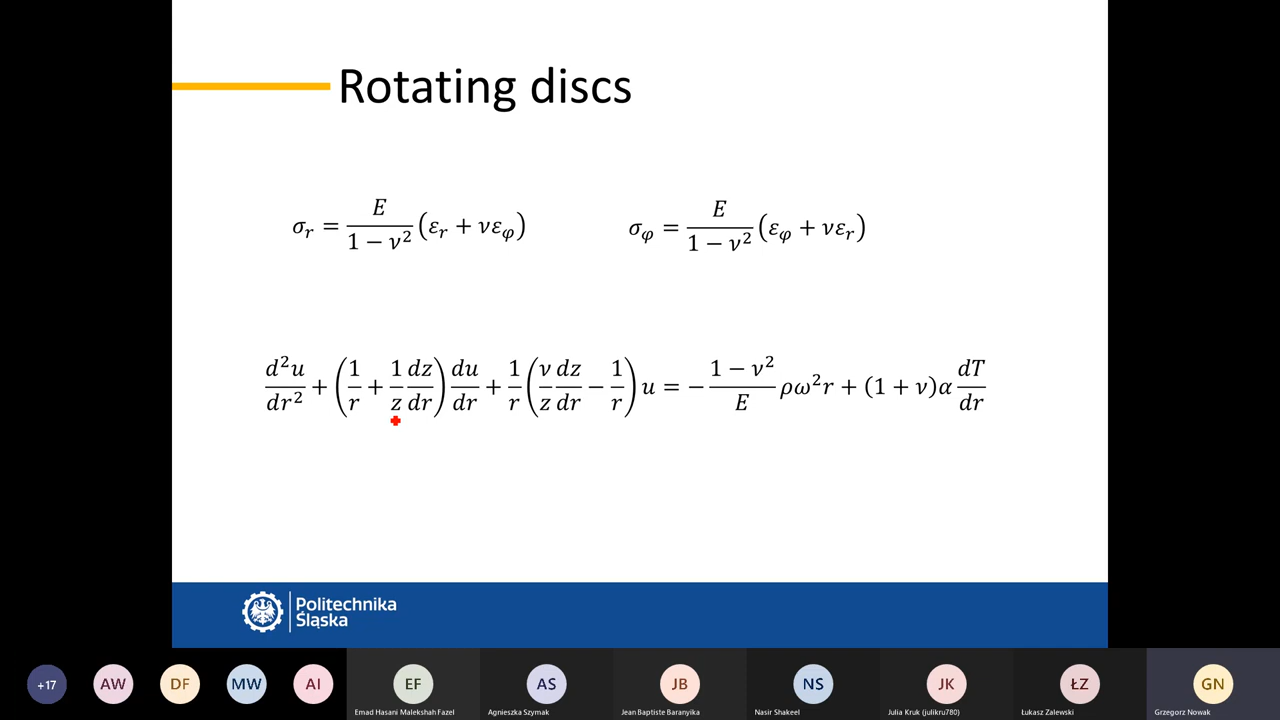 Rotating discs
σ_r = E / (1 − ν²) (ε_r + νε_φ)
σ_φ = E / (1 − ν²) (ε_φ + νε_r)
d²u/dr² + (1/r + 1/z dz/dr) du/dr + 1/r (ν/z dz/dr − 1/r) u = − (1 − ν²)/E ρω²r + (1 + ν)α dT/dr
Politechnika
Śląska
+17
AW
DF
MW
AI
EF
AS
JB
NS
JK
ŁZ
GN
Emad Hasani Malekshah Fazel
Agnieszka Szymak
Jean Baptiste Baranyika
Nasir Shakeel
Julia Kruk (julikru780)
Łukasz Zalewski
Grzegorz Nowak